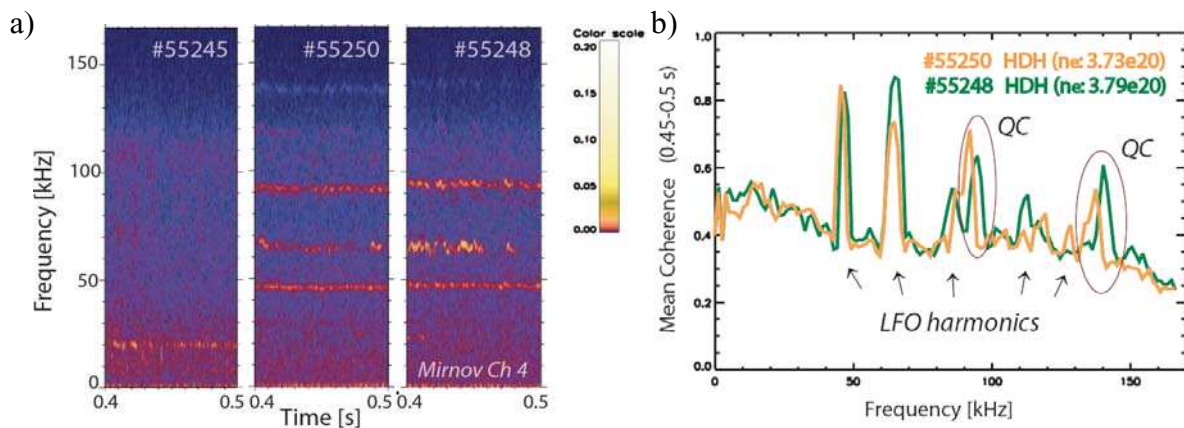 a)
#55245
#55250
#55248
Mirnov Ch 4
Frequency [kHz]
150
100
50
0
0.4
0.5
0.4
0.5
0.4
0.5
Time [s]
Color scale
0.20
0.15
0.10
0.05
0.00
b)
#55250 HDH (ne: 3.73e20)
#55248 HDH (ne: 3.79e20)
QC
QC
LFO harmonics
Mean Coherence (0.45-0.5 s)
1.0
0.8
0.6
0.4
0.2
0.0
0
50
100
150
Frequency [kHz]